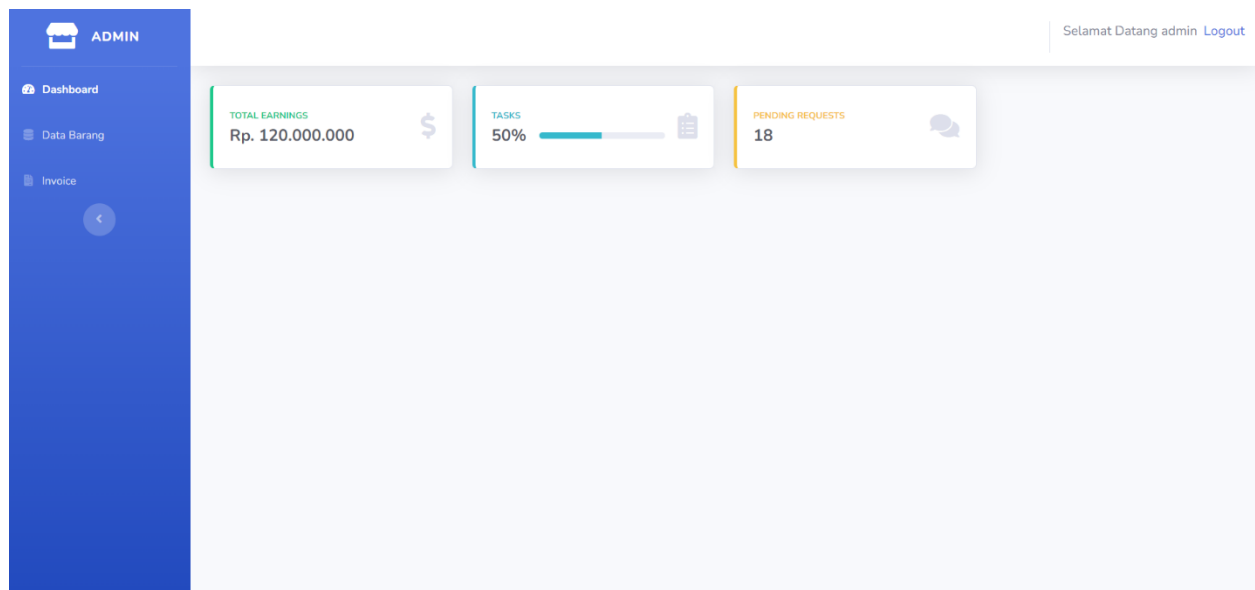 ADMIN
Selamat Datang admin Logout
Dashboard
Data Barang
Invoice
TOTAL EARNINGS
Rp. 120.000.000
TASKS
50%
PENDING REQUESTS
18